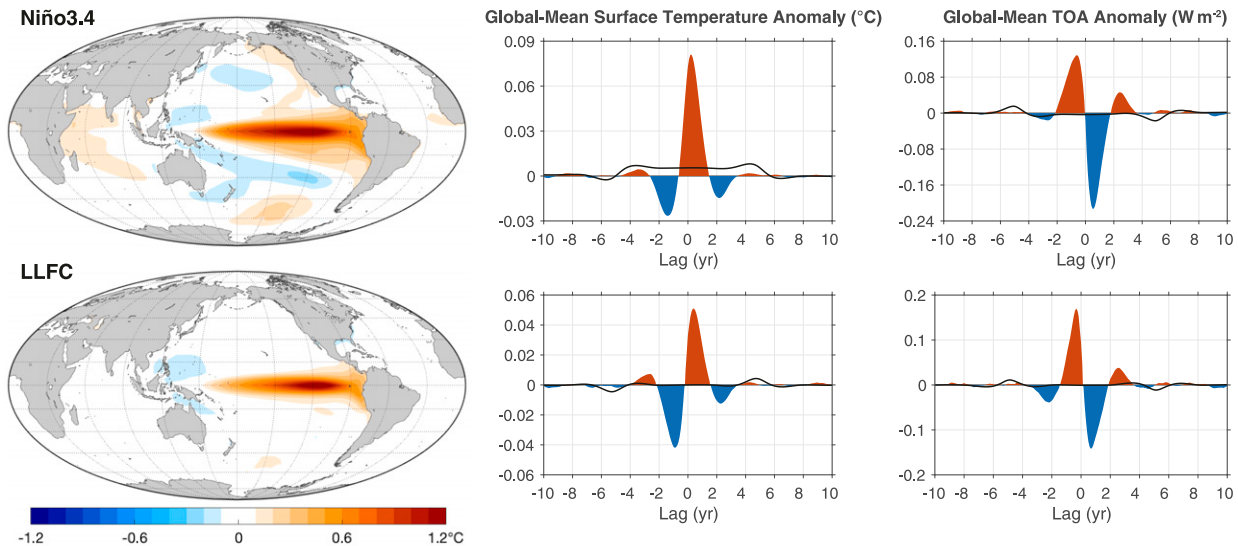 Niño3.4
Global-Mean Surface Temperature Anomaly (°C)
Global-Mean TOA Anomaly (W m-2)
0.09
0.06
0.03
0
-0.03
-10 -8 -6 -4 -2 0 2 4 6 8 10
Lag (yr)
0.16
0.08
0
-0.08
-0.16
-0.24
-10 -8 -6 -4 -2 0 2 4 6 8 10
Lag (yr)
LLFC
0.06
0.04
0.02
0
-0.02
-0.04
-0.06
-10 -8 -6 -4 -2 0 2 4 6 8 10
Lag (yr)
0.2
0.1
0
-0.1
-0.2
-10 -8 -6 -4 -2 0 2 4 6 8 10
Lag (yr)
-1.2 -0.6 0 0.6 1.2°C